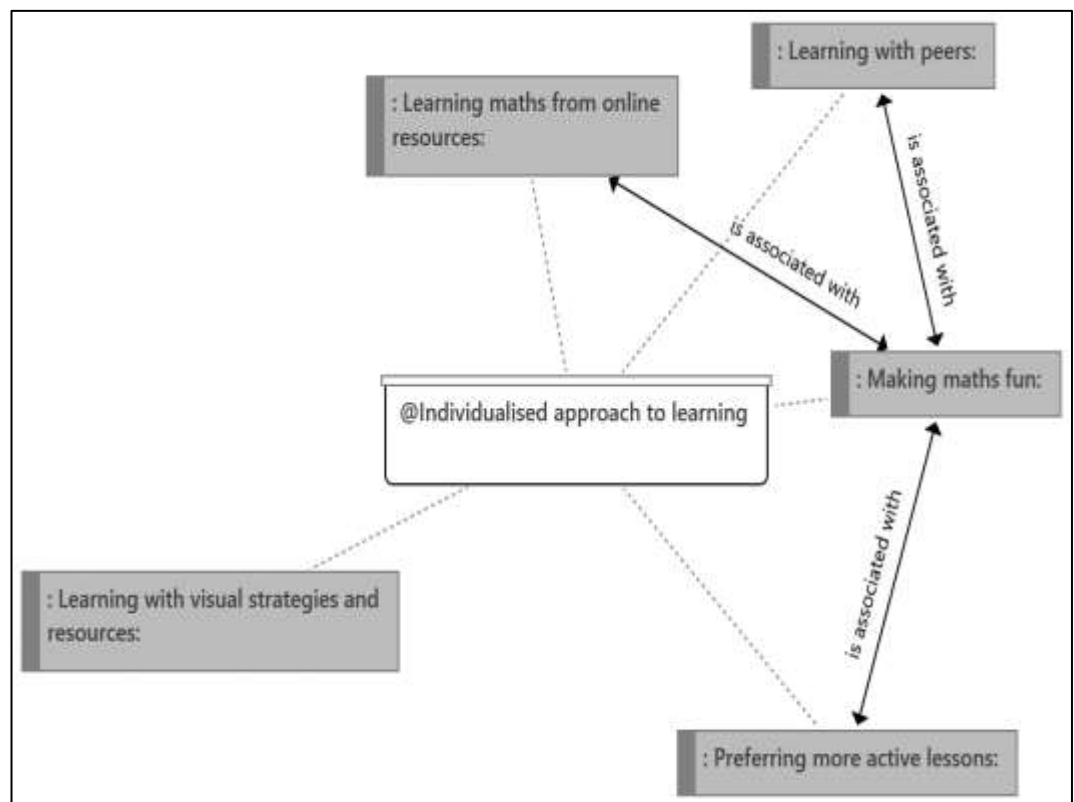 : Learning with peers:
: Learning maths from online
resources:
is associated with
is associated with
: Making maths fun:
@Individualised approach to learning
is associated with
: Learning with visual strategies and
resources:
: Preferring more active lessons: